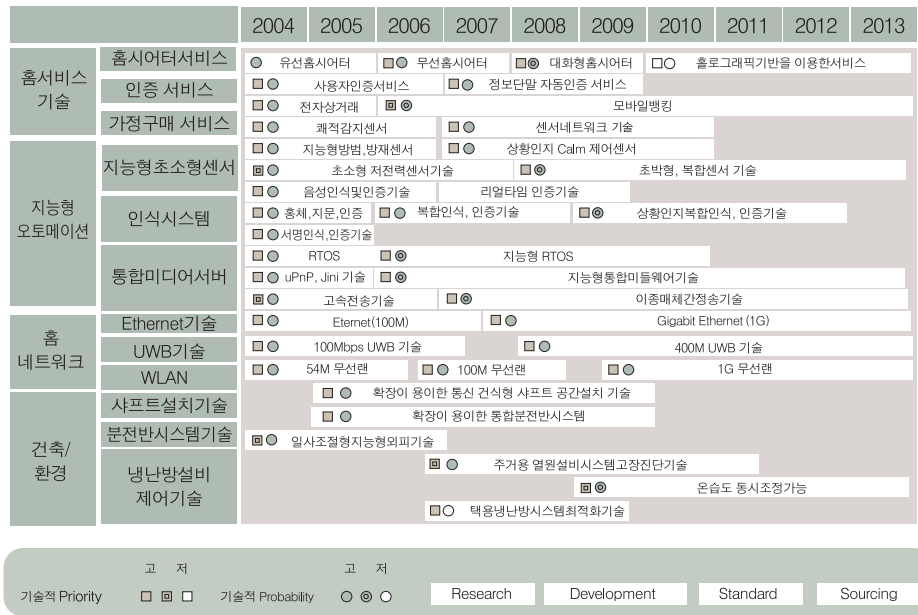 2004 2005 2006 2007 2008 2009 2010 2011 2012 2013
홈서비스
기술
홈시어터서비스
유선홈시어터 무선홈시어터 대화형홈시어터 홀로그래픽기반을 이용한서비스
인증 서비스
사용자인증서비스 정보단말 자동인증 서비스
전자상거래 모바일뱅킹
가정구매 서비스
쾌적감지센서 센서네트워크 기술
지능형
오토메이션
지능형초소형센서
지능형방범,방재센서 상황인지 Calm 제어센서
초소형 저전력센서기술 초박형, 복합센서 기술
인식시스템
음성인식및인증기술 리얼타임 인증기술
홍체,지문,인증 복합인식, 인증기술 상황인지복합인식, 인증기술
서명인식,인증기술
통합미디어서버
RTOS 지능형 RTOS
uPnP, Jini 기술 지능형통합미들웨어기술
고속전송기술 이종매체간정송기술
홈
네트워크
Ethernet기술
Eternet(100M) Gigabit Ethernet (1G)
UWB기술
100Mbps UWB 기술 400M UWB 기술
WLAN
54M 무선랜 100M 무선랜 1G 무선랜
건축/
환경
샤프트설치기술
확장이 용이한 통신 건식형 샤프트 공간설치 기술
확장이 용이한 통합분전반시스템
분전반시스템기술
일사조절형지능형외피기술
냉난방설비
제어기술
주거용 열원설비시스템고장진단기술
온습도 동시조정가능
택용냉난방시스템최적화기술
고 저 고 저
기술적 Priority 기술적 Probability Research Development Standard Sourcing